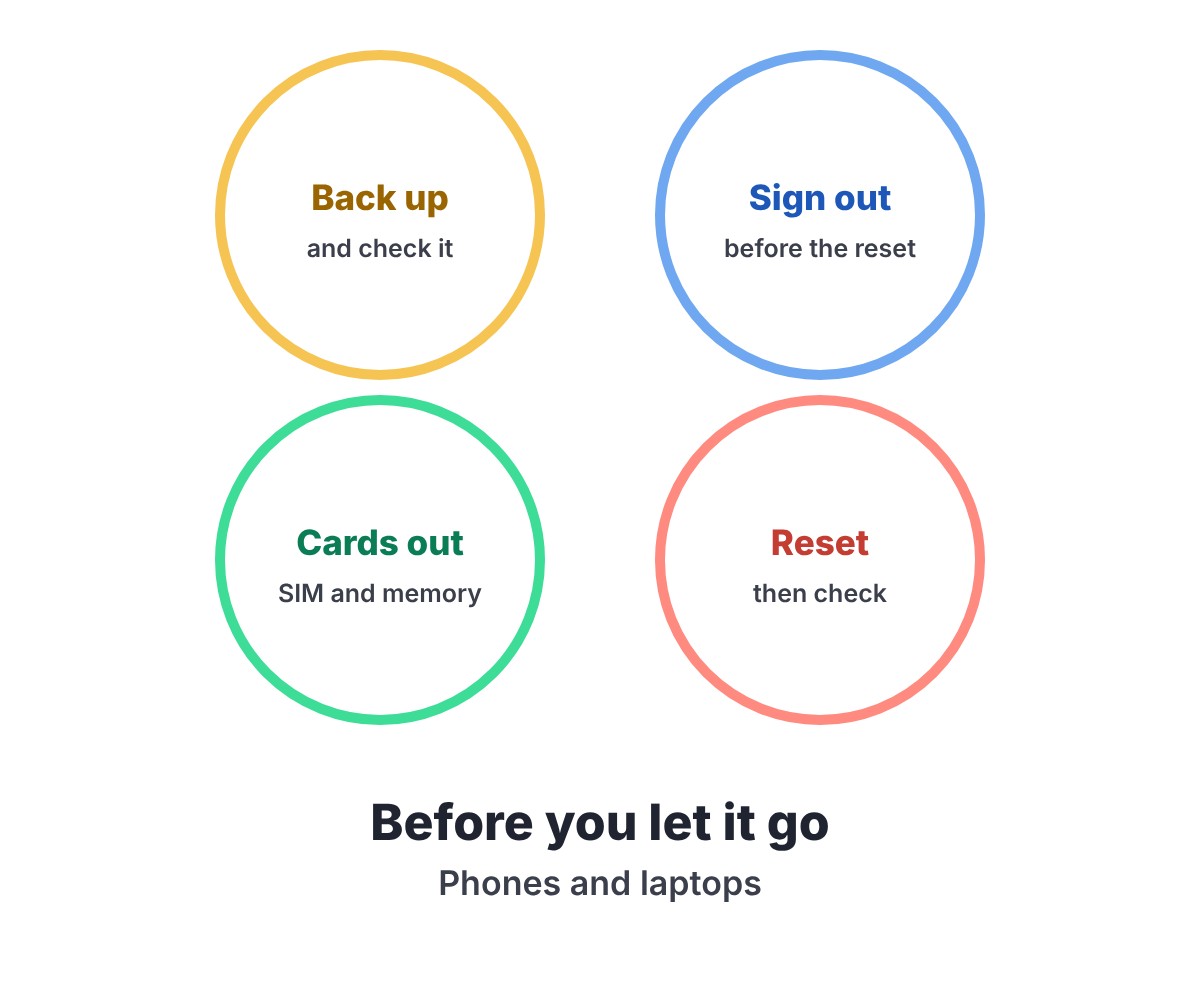 Back up
and check it
Sign out
before the reset
Cards out
SIM and memory
Reset
then check
Before you let it go
Phones and laptops